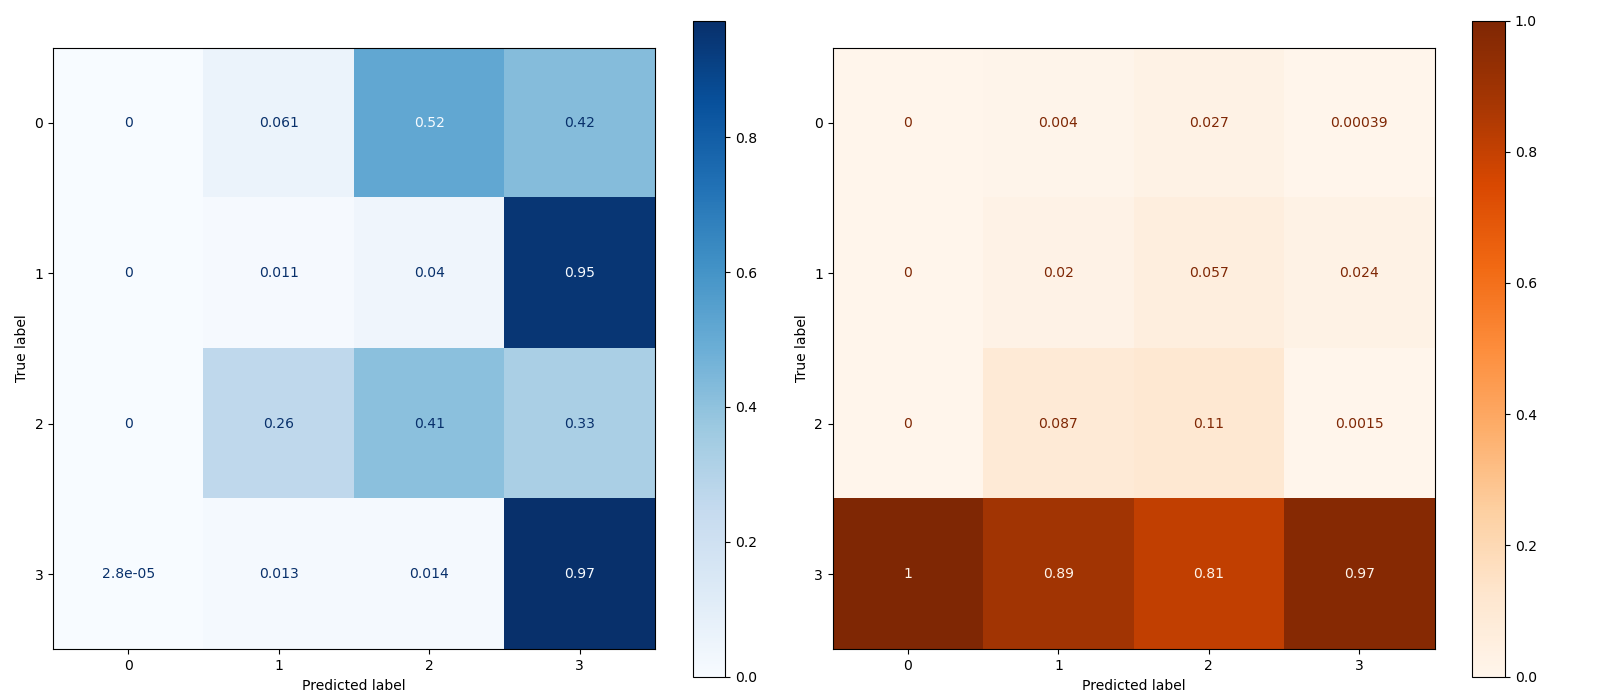 0 0.061 0.52 0.42
0 0.011 0.04 0.95
0 0.26 0.41 0.33
2.8e-05 0.013 0.014 0.97
0
1
2
3
True label
0 1 2 3
Predicted label
0.8
0.6
0.4
0.2
0.0
0 0.004 0.027 0.00039
0 0.02 0.057 0.024
0 0.087 0.11 0.0015
1 0.89 0.81 0.97
0
1
2
3
True label
0 1 2 3
Predicted label
1.0
0.8
0.6
0.4
0.2
0.0